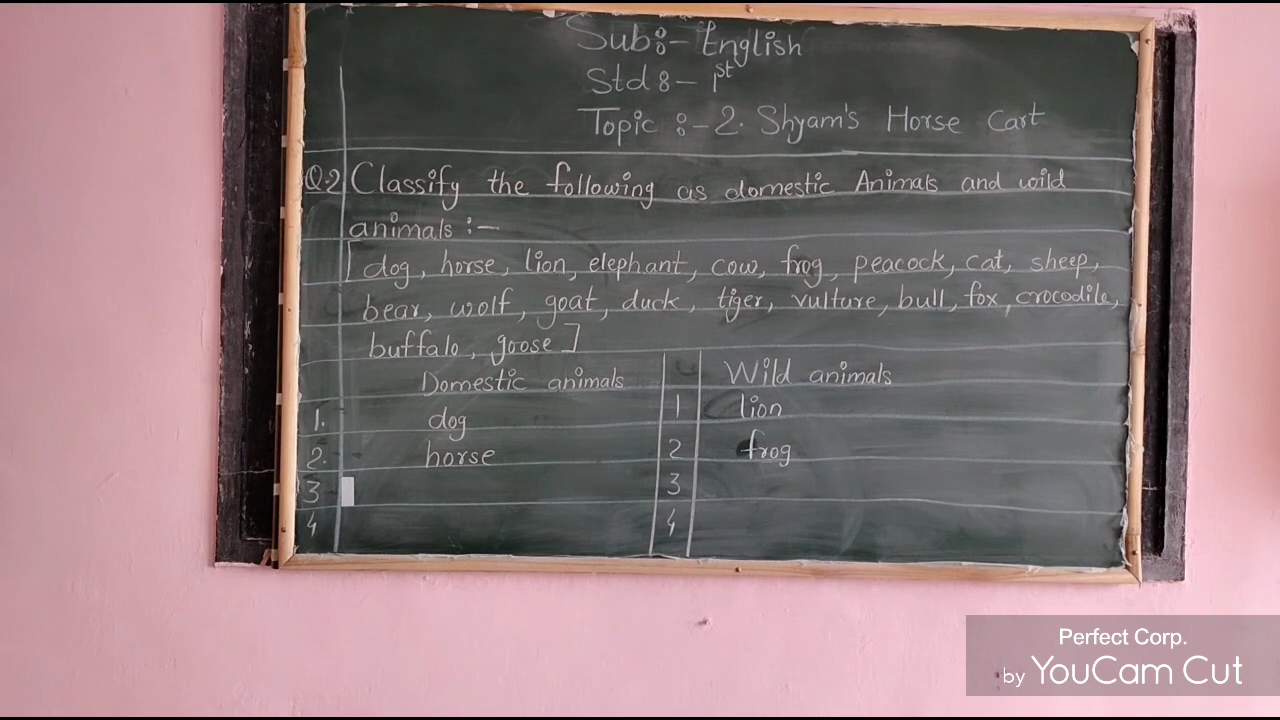 Sub:- English
Std:- 1st
Topic :- 2. Shyam's Horse Cart
Q.2 Classify the following as domestic Animals and wild
animals :-
[dog, horse, lion, elephant, cow, frog, peacock, cat, sheep,
bear, wolf, goat, duck, tiger, vulture, bull, fox, crocodile,
buffalo, goose]
Domestic animals Wild animals
1. dog 1 lion
2. horse 2 frog
3 3
4 4
Perfect Corp.
by YouCam Cut